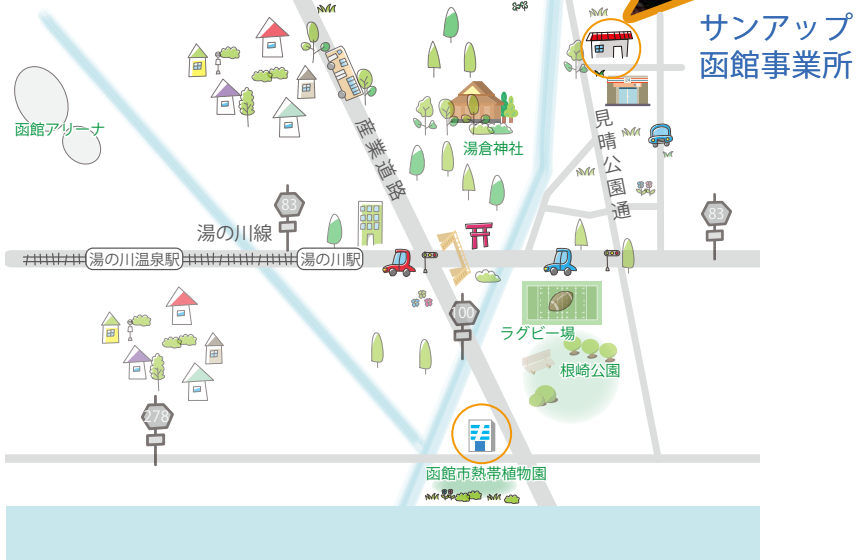 サンアップ
函館事業所
函館アリーナ
産業道路
湯倉神社
見晴公園通
83
83
湯の川線
湯の川温泉駅
湯の川駅
100
ラグビー場
根崎公園
278
函館市熱帯植物園